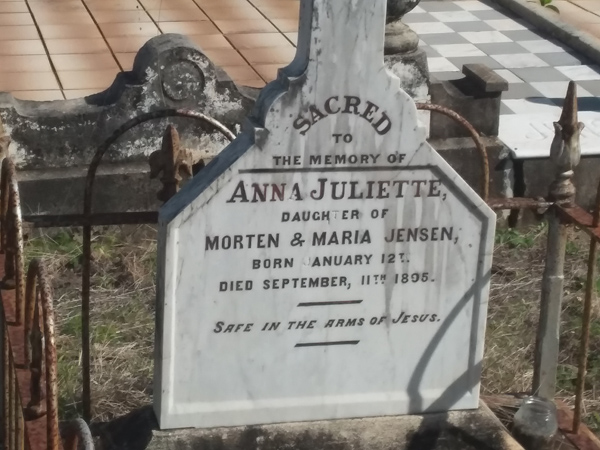 SACRED
TO
THE MEMORY OF
ANNA JULIETTE,
DAUGHTER OF
MORTEN & MARIA JENSEN,
BORN JANUARY
DIED SEPTEMBER, 11TH 1895.
SAFE IN THE ARMS OF JESUS.